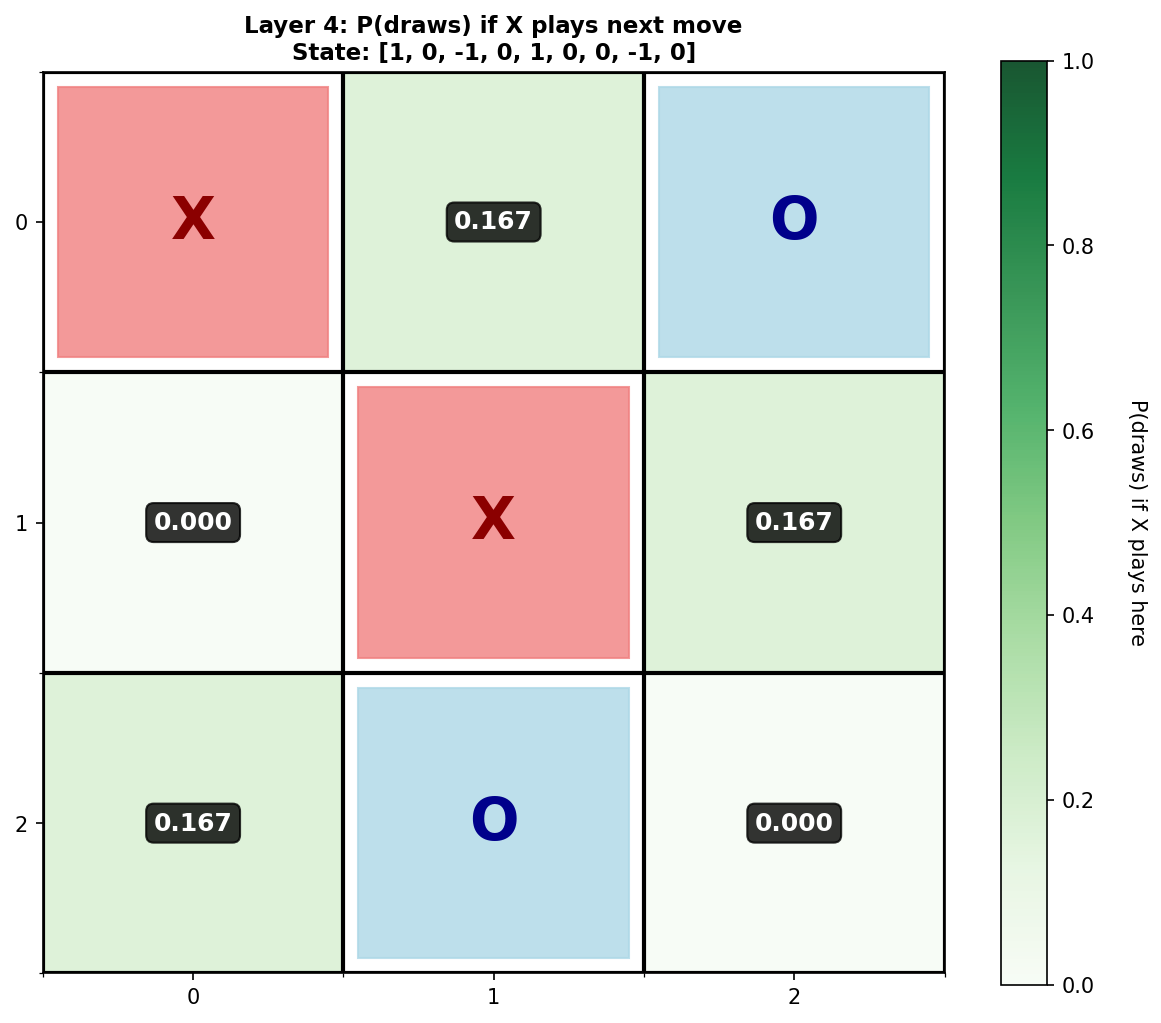 Layer 4: P(draws) if X plays next move
State: [1, 0, -1, 0, 1, 0, 0, -1, 0]
0
X
0.167
O
1
0.000
X
0.167
2
0.167
O
0.000
0
1
2
1.0
0.8
0.6
0.4
0.2
0.0
P(draws) if X plays here